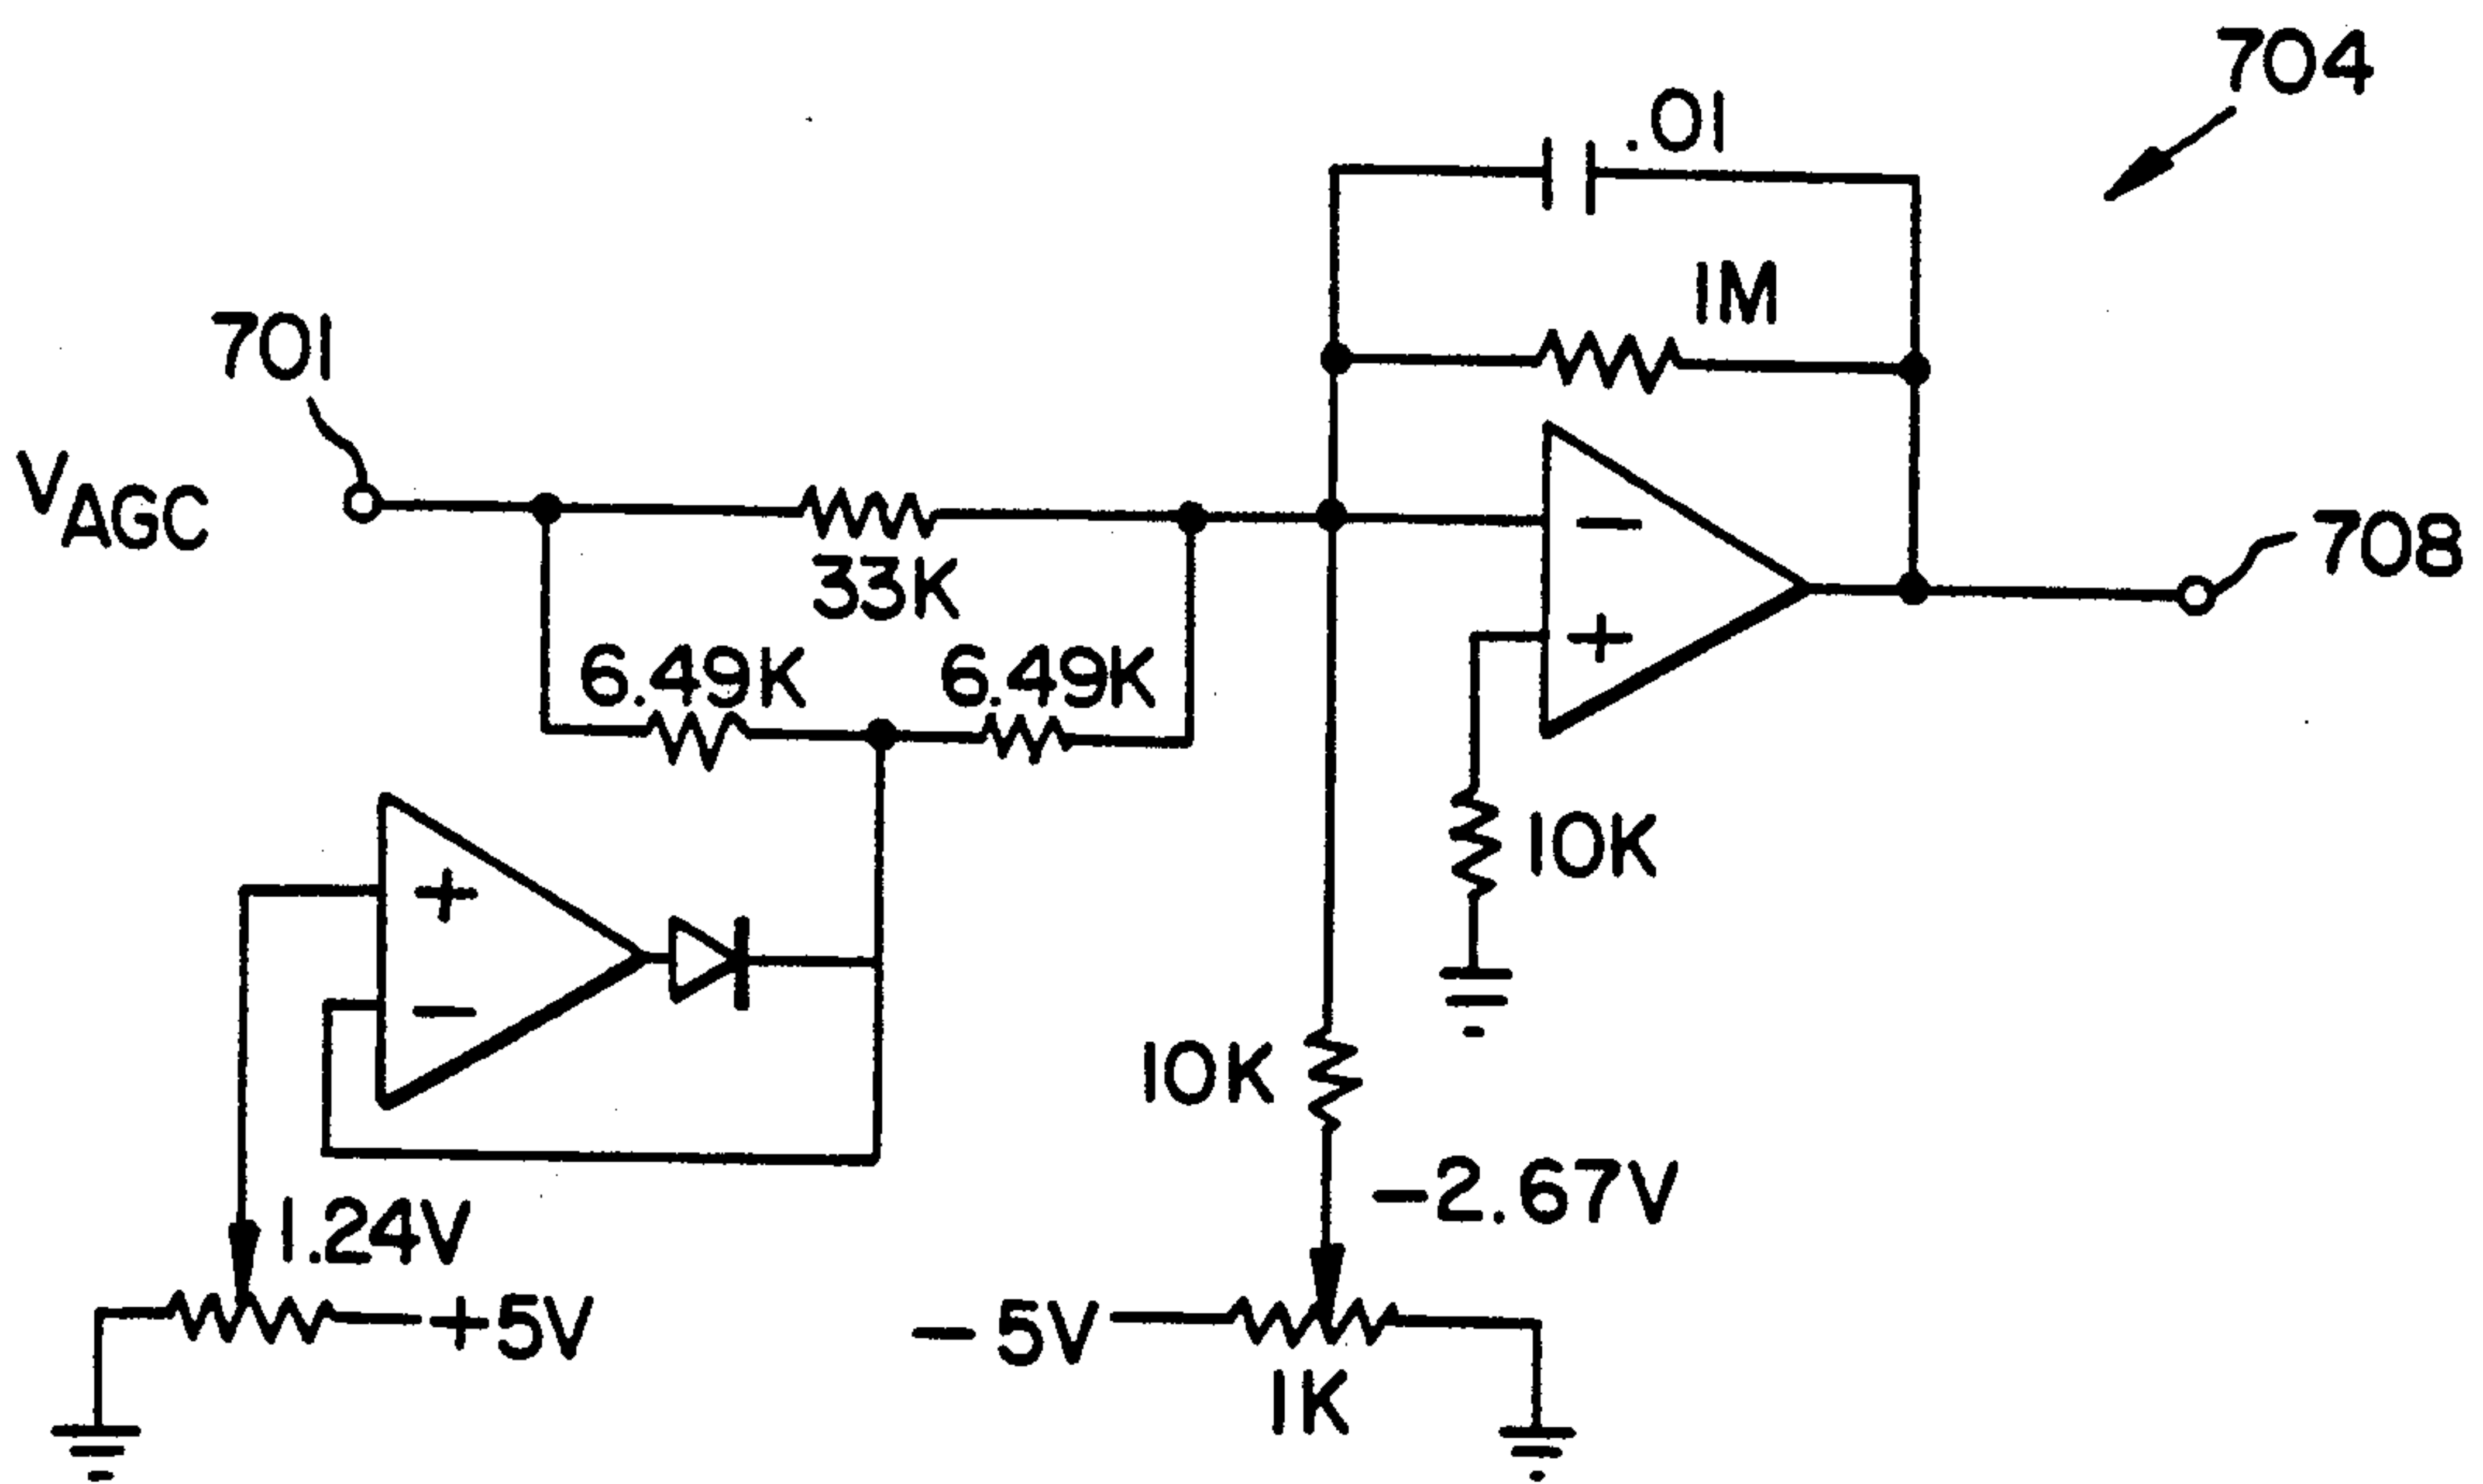 704
.01
1M
701
VAGC
33K
708
6.49K 6.49K
−
+
10K
+
−
10K
−2.67V
1.24V
+5V
−5V
1K